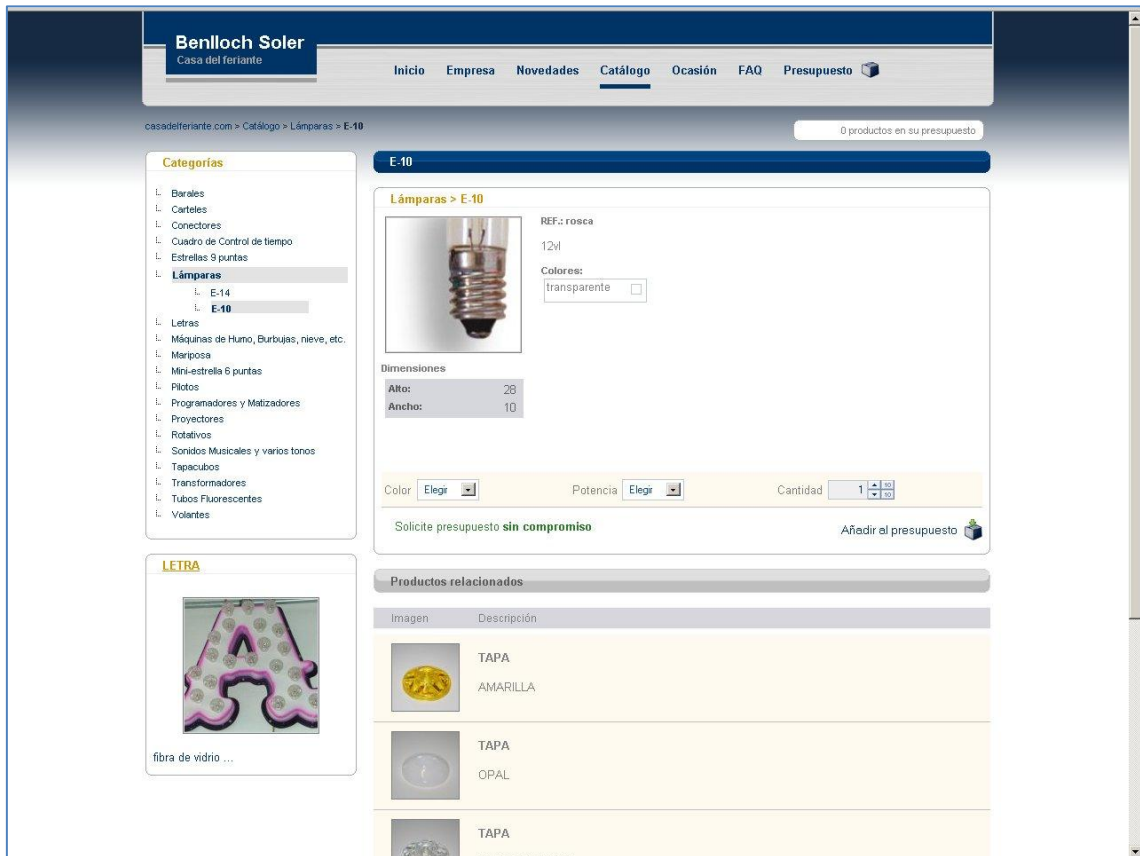 Benlloch Soler
Casa del feriante
Inicio Empresa Novedades Catálogo Ocasión FAQ Presupuesto
casadelferiante.com > Catálogo > Lámparas > E-10
0 productos en su presupuesto
Categorías
Barales
Carteles
Conectores
Cuadro de Control de tiempo
Estrellas 9 puntas
Lámparas
E-14
E-10
Letras
Máquinas de Humo, Burbujas, nieve, etc.
Mariposa
Mini-estrella 6 puntas
Pilotos
Programadores y Matizadores
Proyectores
Rotativos
Sonidos Musicales y varios tonos
Tapacubos
Transformadores
Tubos Fluorescentes
Volantes
LETRA
fibra de vidrio ...
E-10
Lámparas > E-10
REF.: rosca
12vl
Colores:
transparente
Dimensiones
Alto: 28
Ancho: 10
Color Elegir Potencia Elegir Cantidad 1 10 10
Solicite presupuesto sin compromiso
Añadir al presupuesto
Productos relacionados
Imagen Descripción
TAPA
AMARILLA
TAPA
OPAL
TAPA